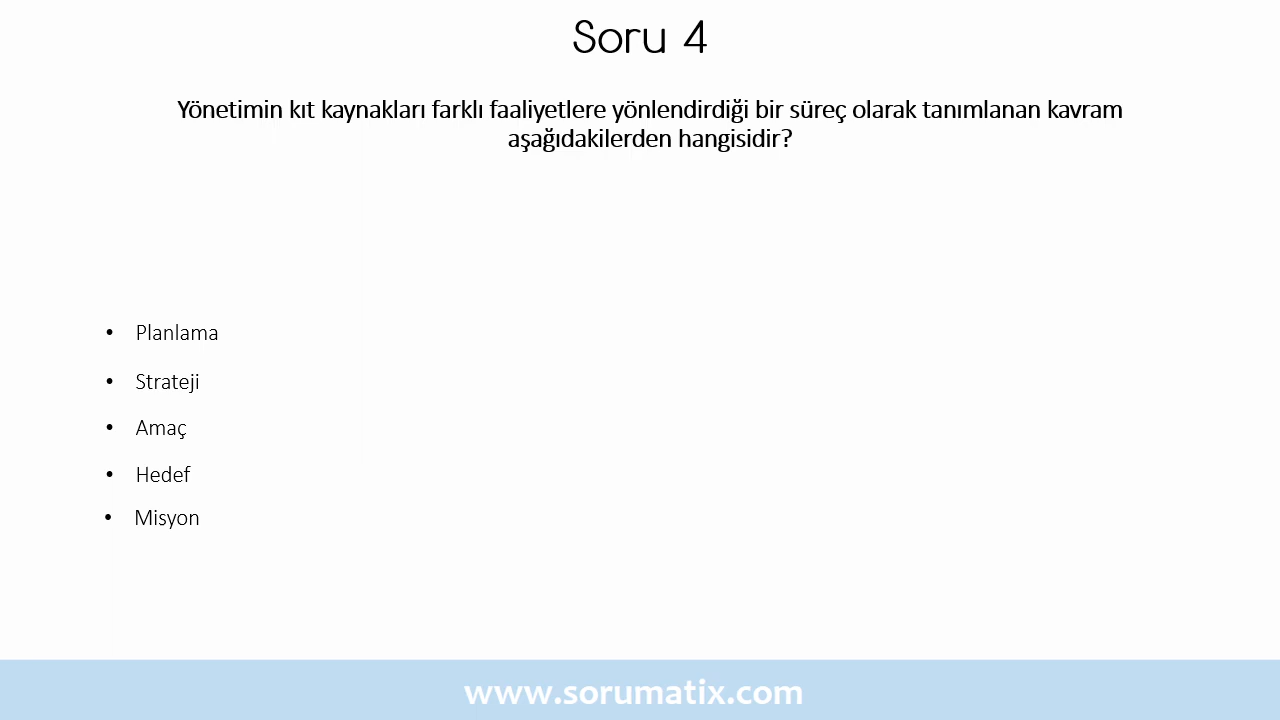 Soru 4
Yönetimin kıt kaynakları farklı faaliyetlere yönlendirdiği bir süreç olarak tanımlanan kavram
aşağıdakilerden hangisidir?
• Planlama
• Strateji
• Amaç
• Hedef
• Misyon
www.sorumatix.com